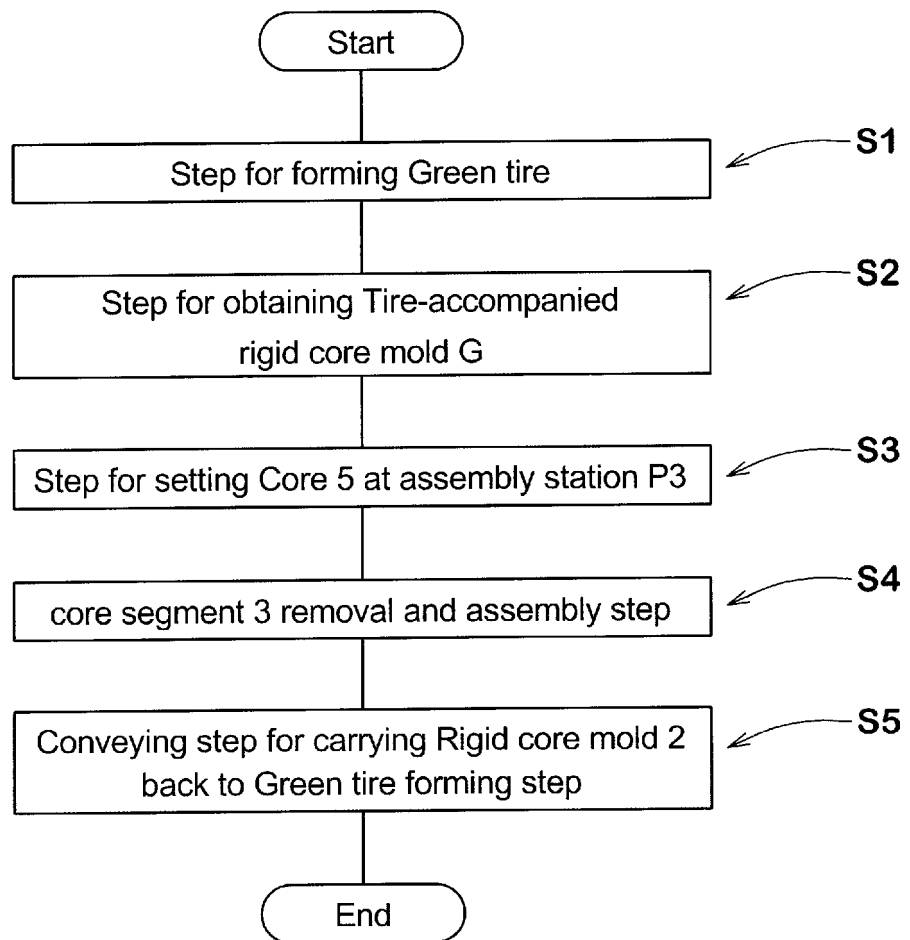 Start
Step for forming Green tire
S1
Step for obtaining Tire-accompanied
rigid core mold G
S2
Step for setting Core 5 at assembly station P3
S3
core segment 3 removal and assembly step
S4
Conveying step for carrying Rigid core mold 2
back to Green tire forming step
S5
End